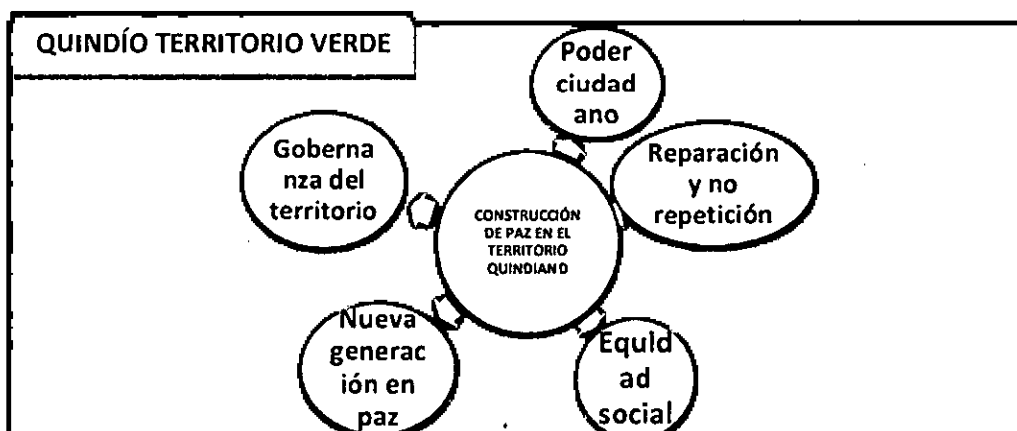 QUINDÍO TERRITORIO VERDE
Poder
ciudad
ano
Goberna
nza del
territorio
Reparación
y no
repetición
CONSTRUCCIÓN
DE PAZ EN EL
TERRITORIO
QUINDIANO
Nueva
generac
ión en
paz
Equid
ad
social